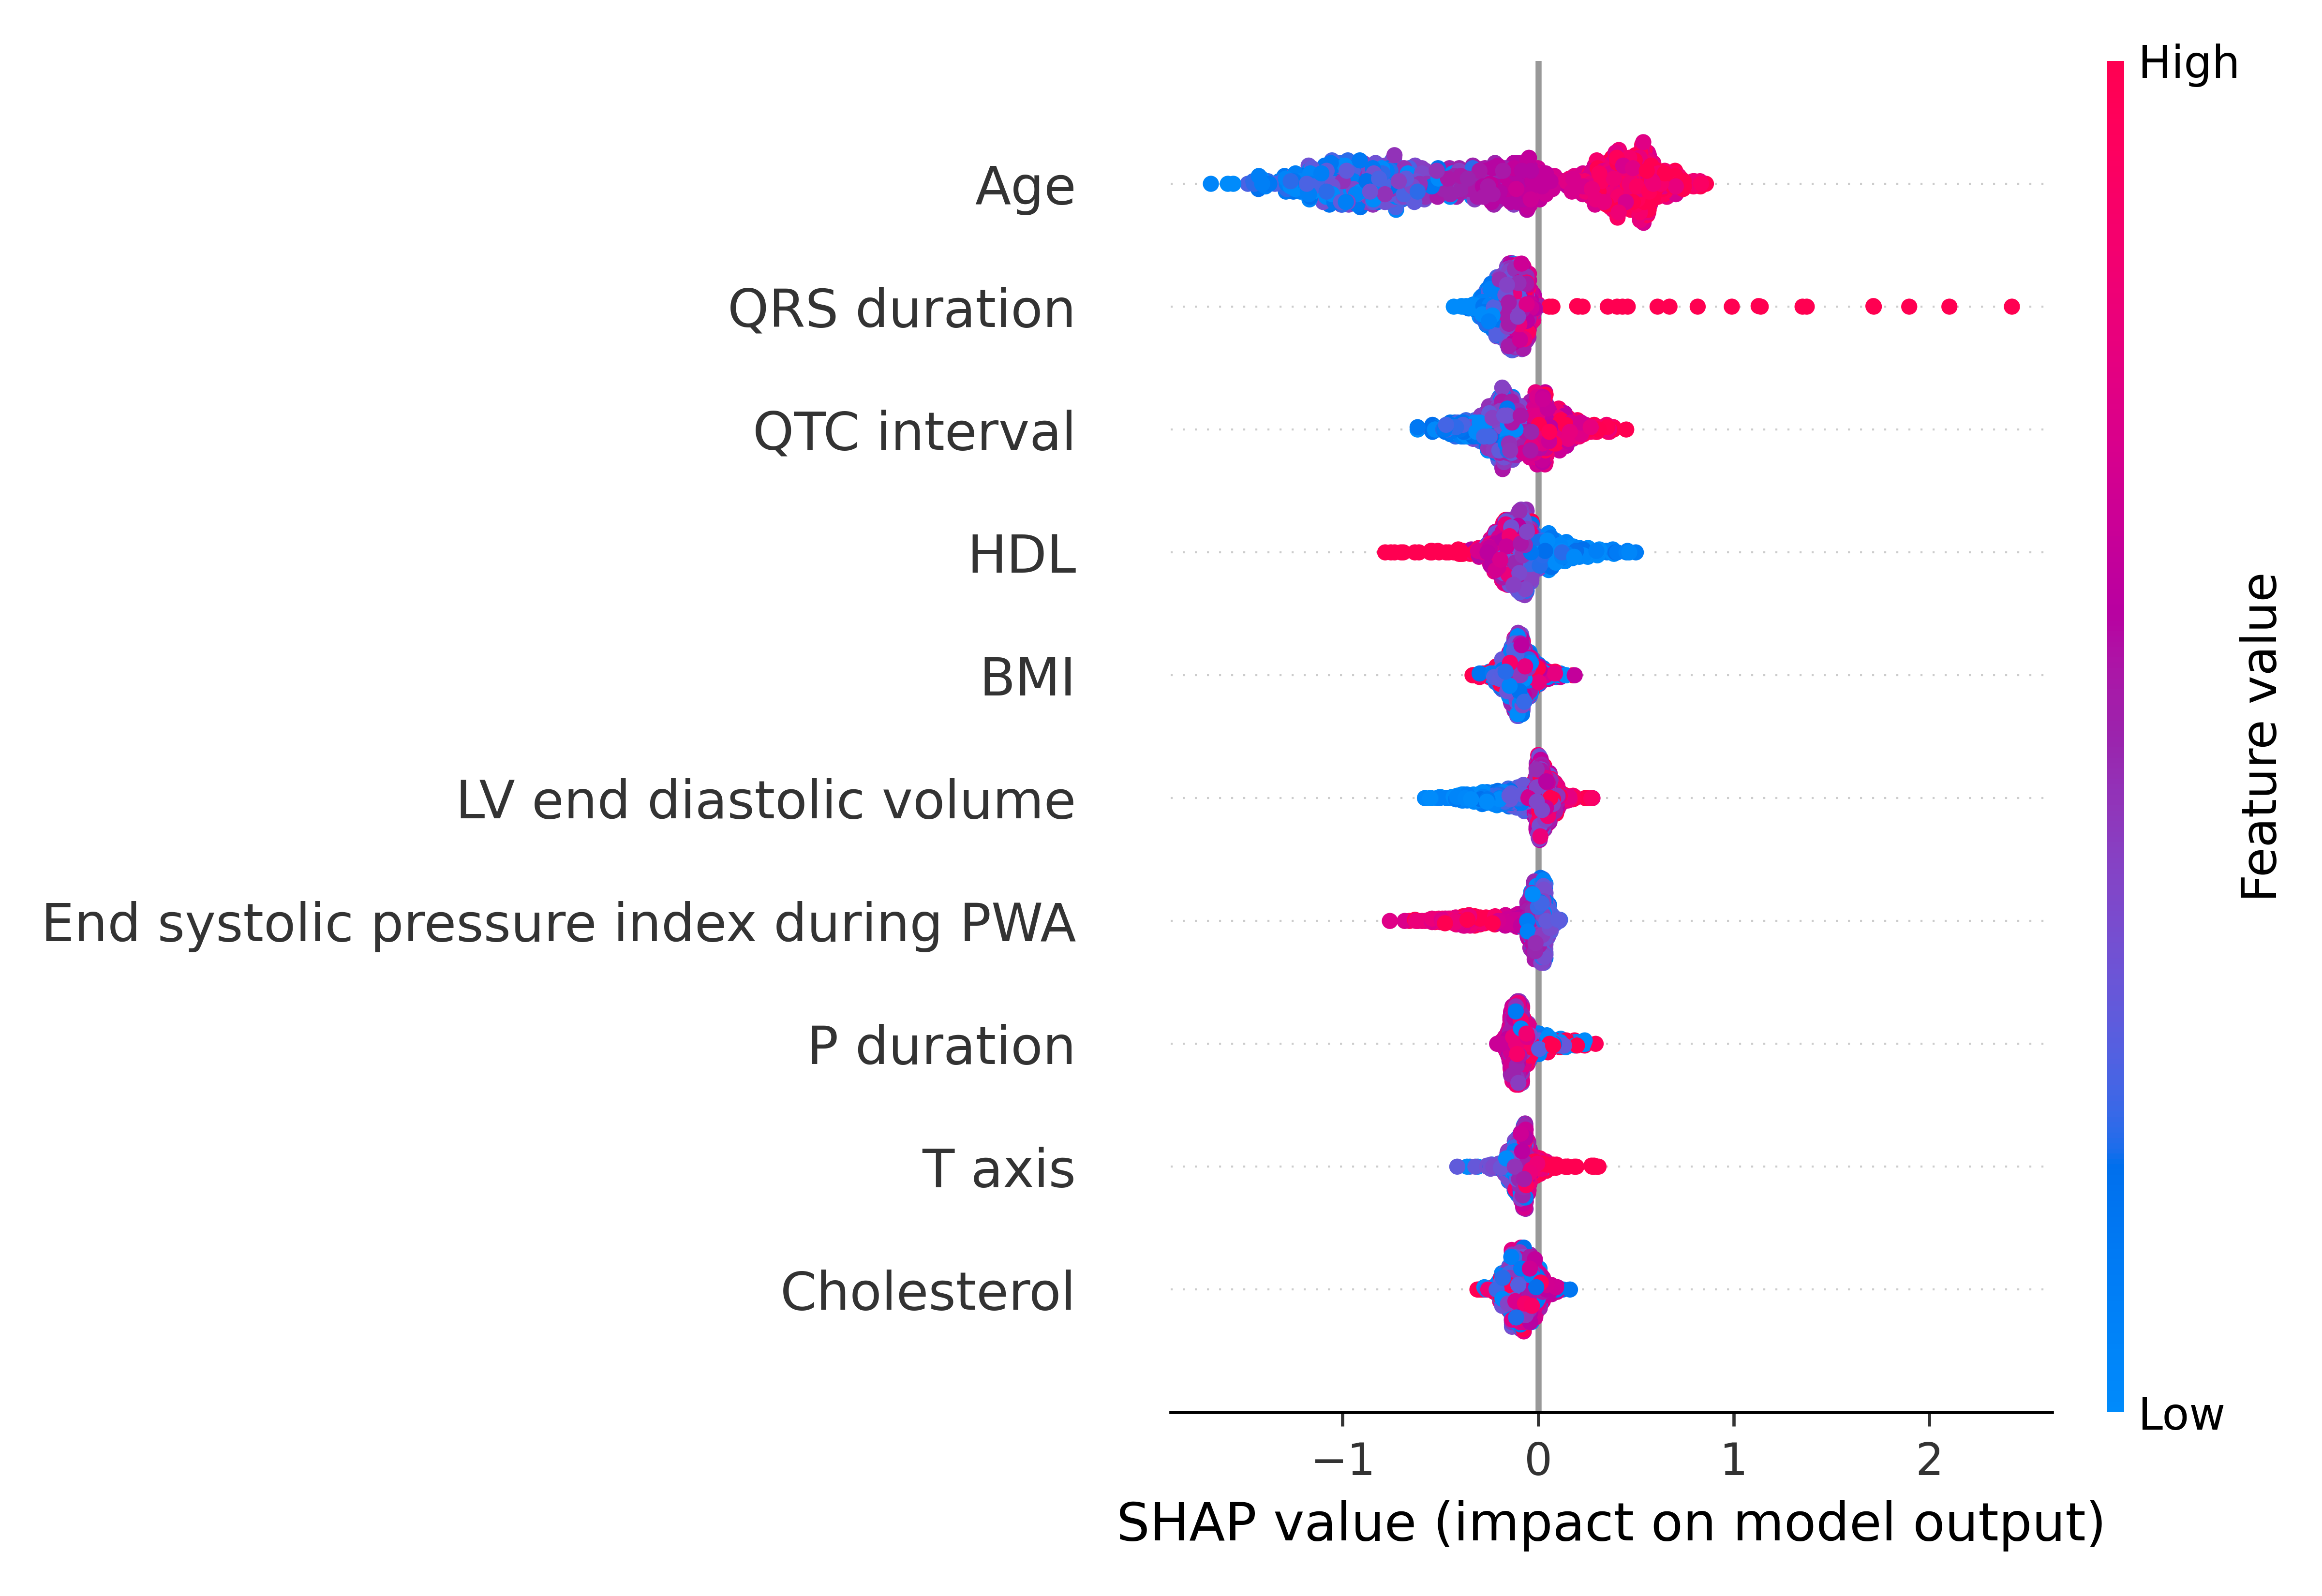 High
Age
QRS duration
QTC interval
HDL
BMI
LV end diastolic volume
End systolic pressure index during PWA
P duration
T axis
Cholesterol
Feature value
Low
−1 0 1 2
SHAP value (impact on model output)